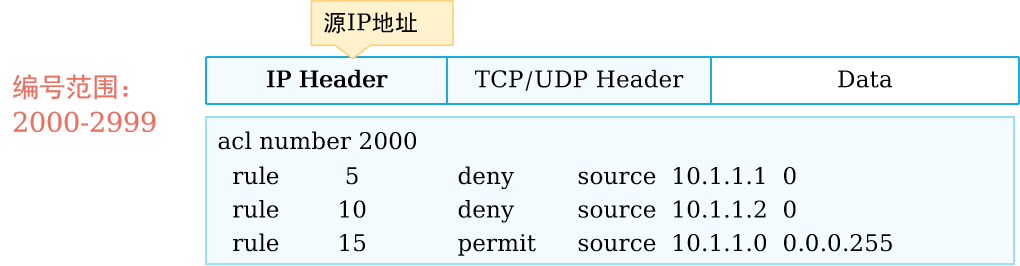 源IP地址
IP Header TCP/UDP Header Data
编号范围：
2000-2999
acl number 2000
rule 5 deny source 10.1.1.1 0
rule 10 deny source 10.1.1.2 0
rule 15 permit source 10.1.1.0 0.0.0.255